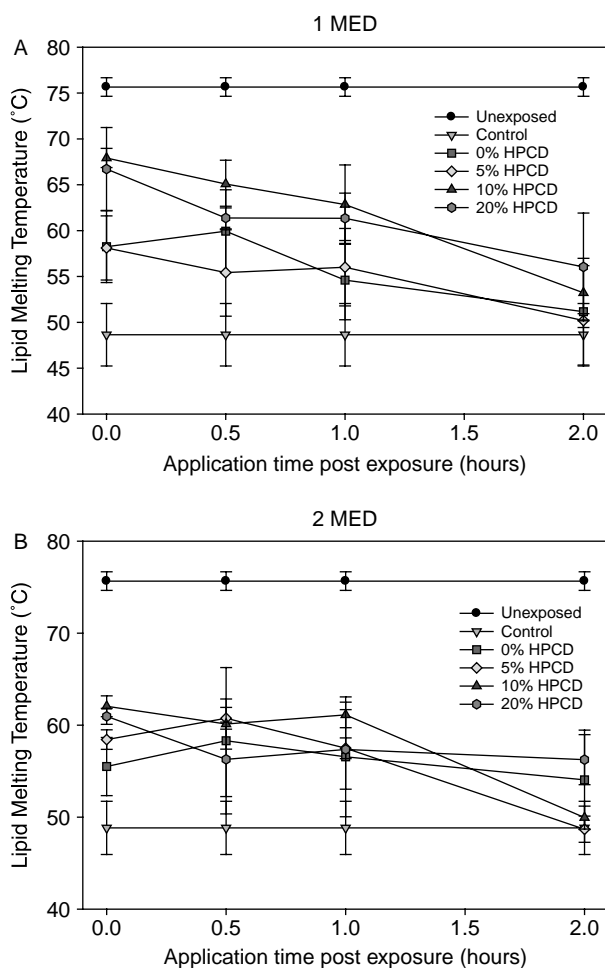 1 MED
A
80
75
70
65
60
55
50
45
40
Lipid Melting Temperature (˚C)
Unexposed
Control
0% HPCD
5% HPCD
10% HPCD
20% HPCD
0.0 0.5 1.0 1.5 2.0
Application time post exposure (hours)
2 MED
B
80
70
60
50
40
Lipid Melting Temperature (˚C)
Unexposed
Control
0% HPCD
5% HPCD
10% HPCD
20% HPCD
0.0 0.5 1.0 1.5 2.0
Application time post exposure (hours)